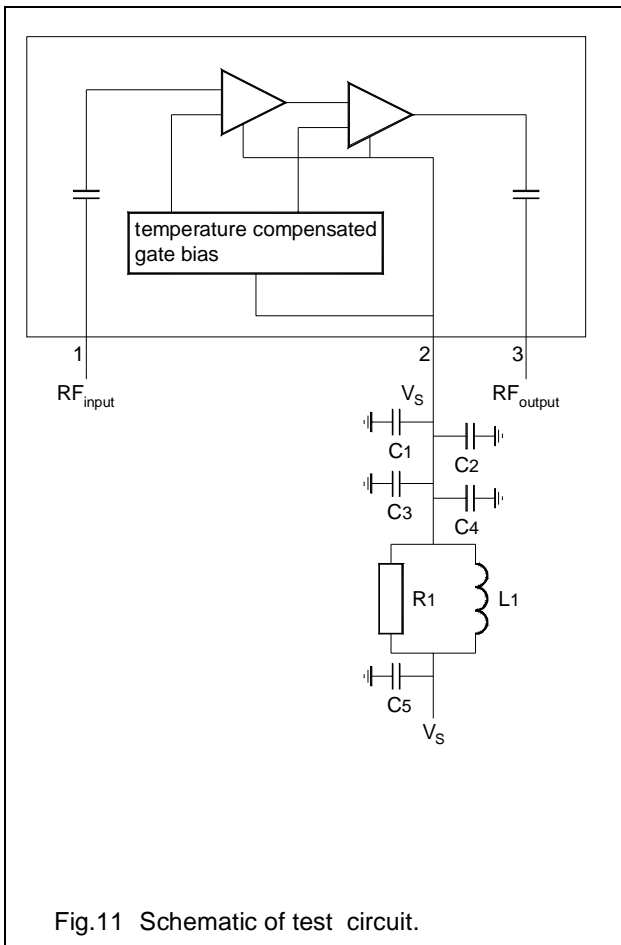 temperature compensated
gate bias
1
2
3
RFinput
VS
RFoutput
C1
C2
C3
C4
R1
L1
C5
VS
Fig.11 Schematic of test circuit.